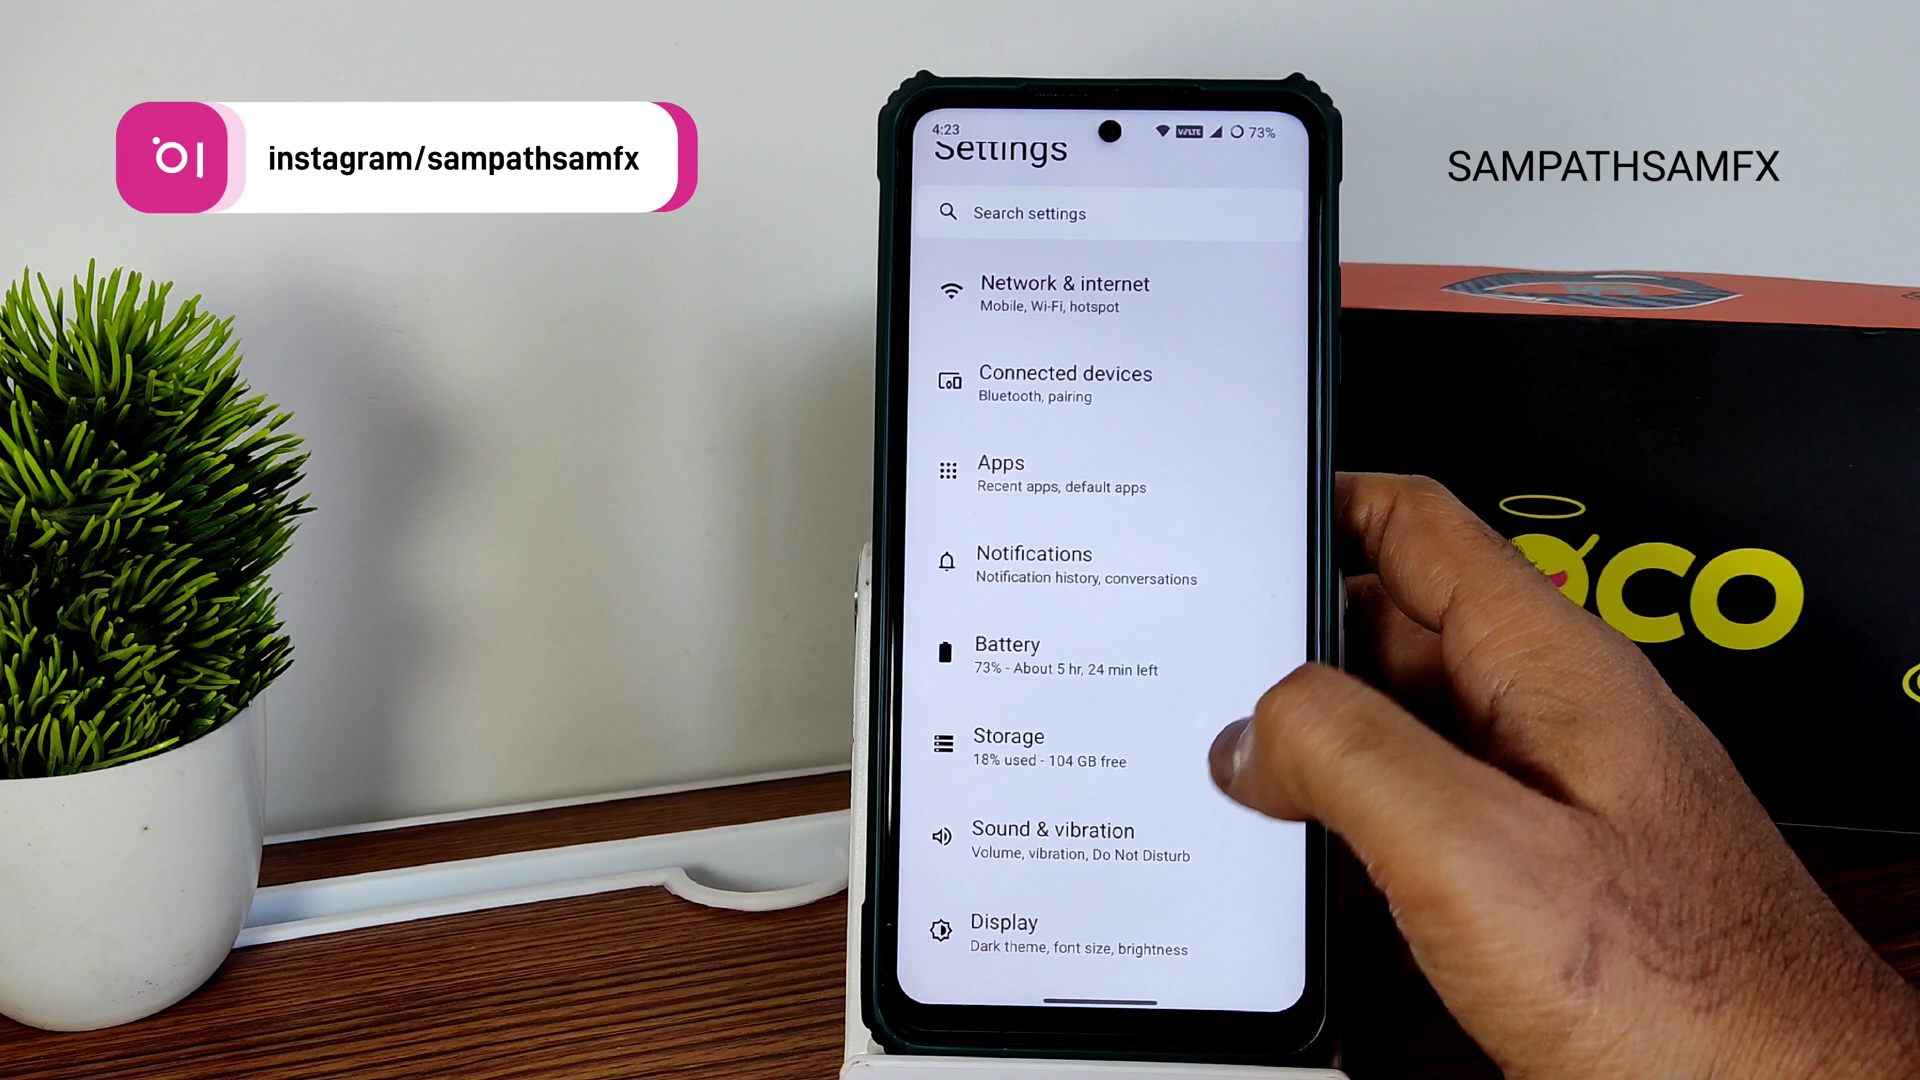 instagram/sampathsamfx
SAMPATHSAMFX
4:23
VoLTE
73%
Settings
Search settings
Network & internet
Mobile, Wi-Fi, hotspot
Connected devices
Bluetooth, pairing
Apps
Recent apps, default apps
Notifications
Notification history, conversations
Battery
73% - About 5 hr, 24 min left
Storage
18% used - 104 GB free
Sound & vibration
Volume, vibration, Do Not Disturb
Display
Dark theme, font size, brightness
OCO